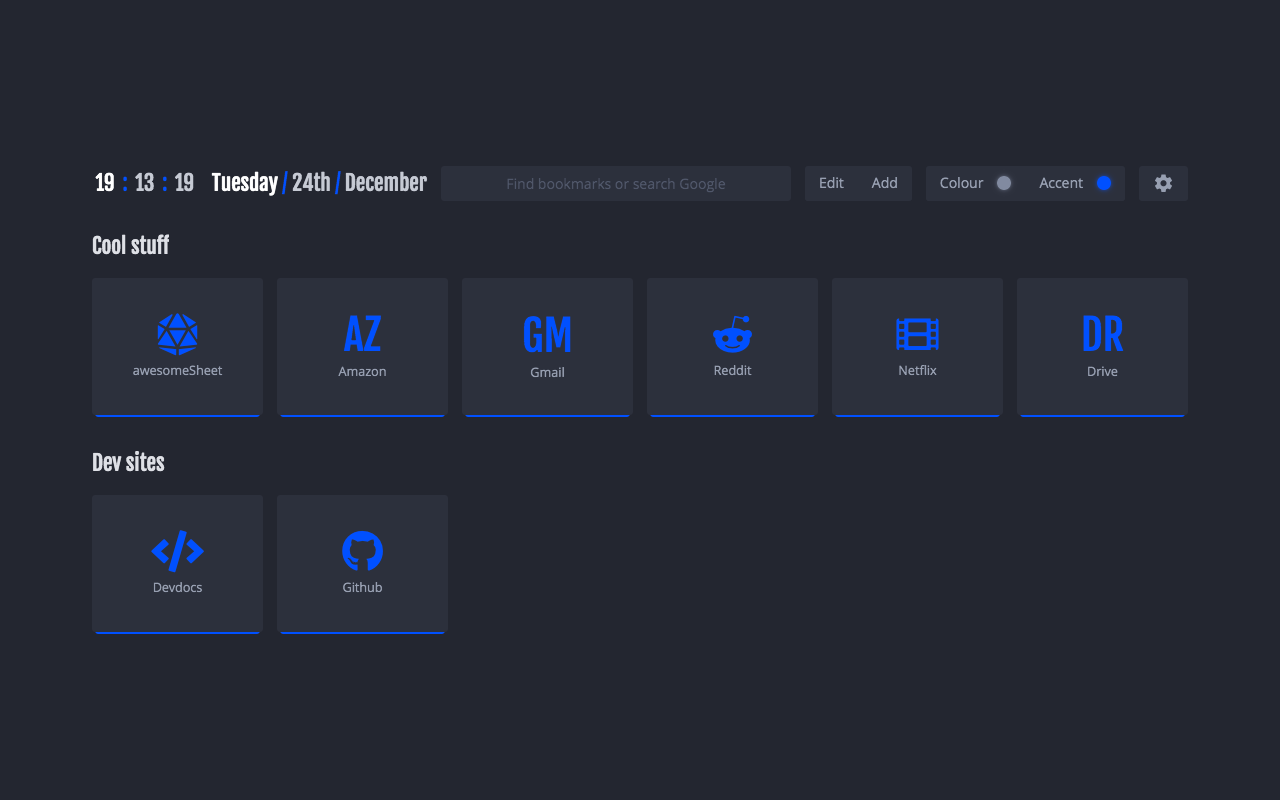 19 : 13 : 19 Tuesday / 24th / December Find bookmarks or search Google Edit Add Colour Accent
Cool stuff
AZ GM DR
awesomeSheet Amazon Gmail Reddit Netflix Drive
Dev sites
Devdocs Github